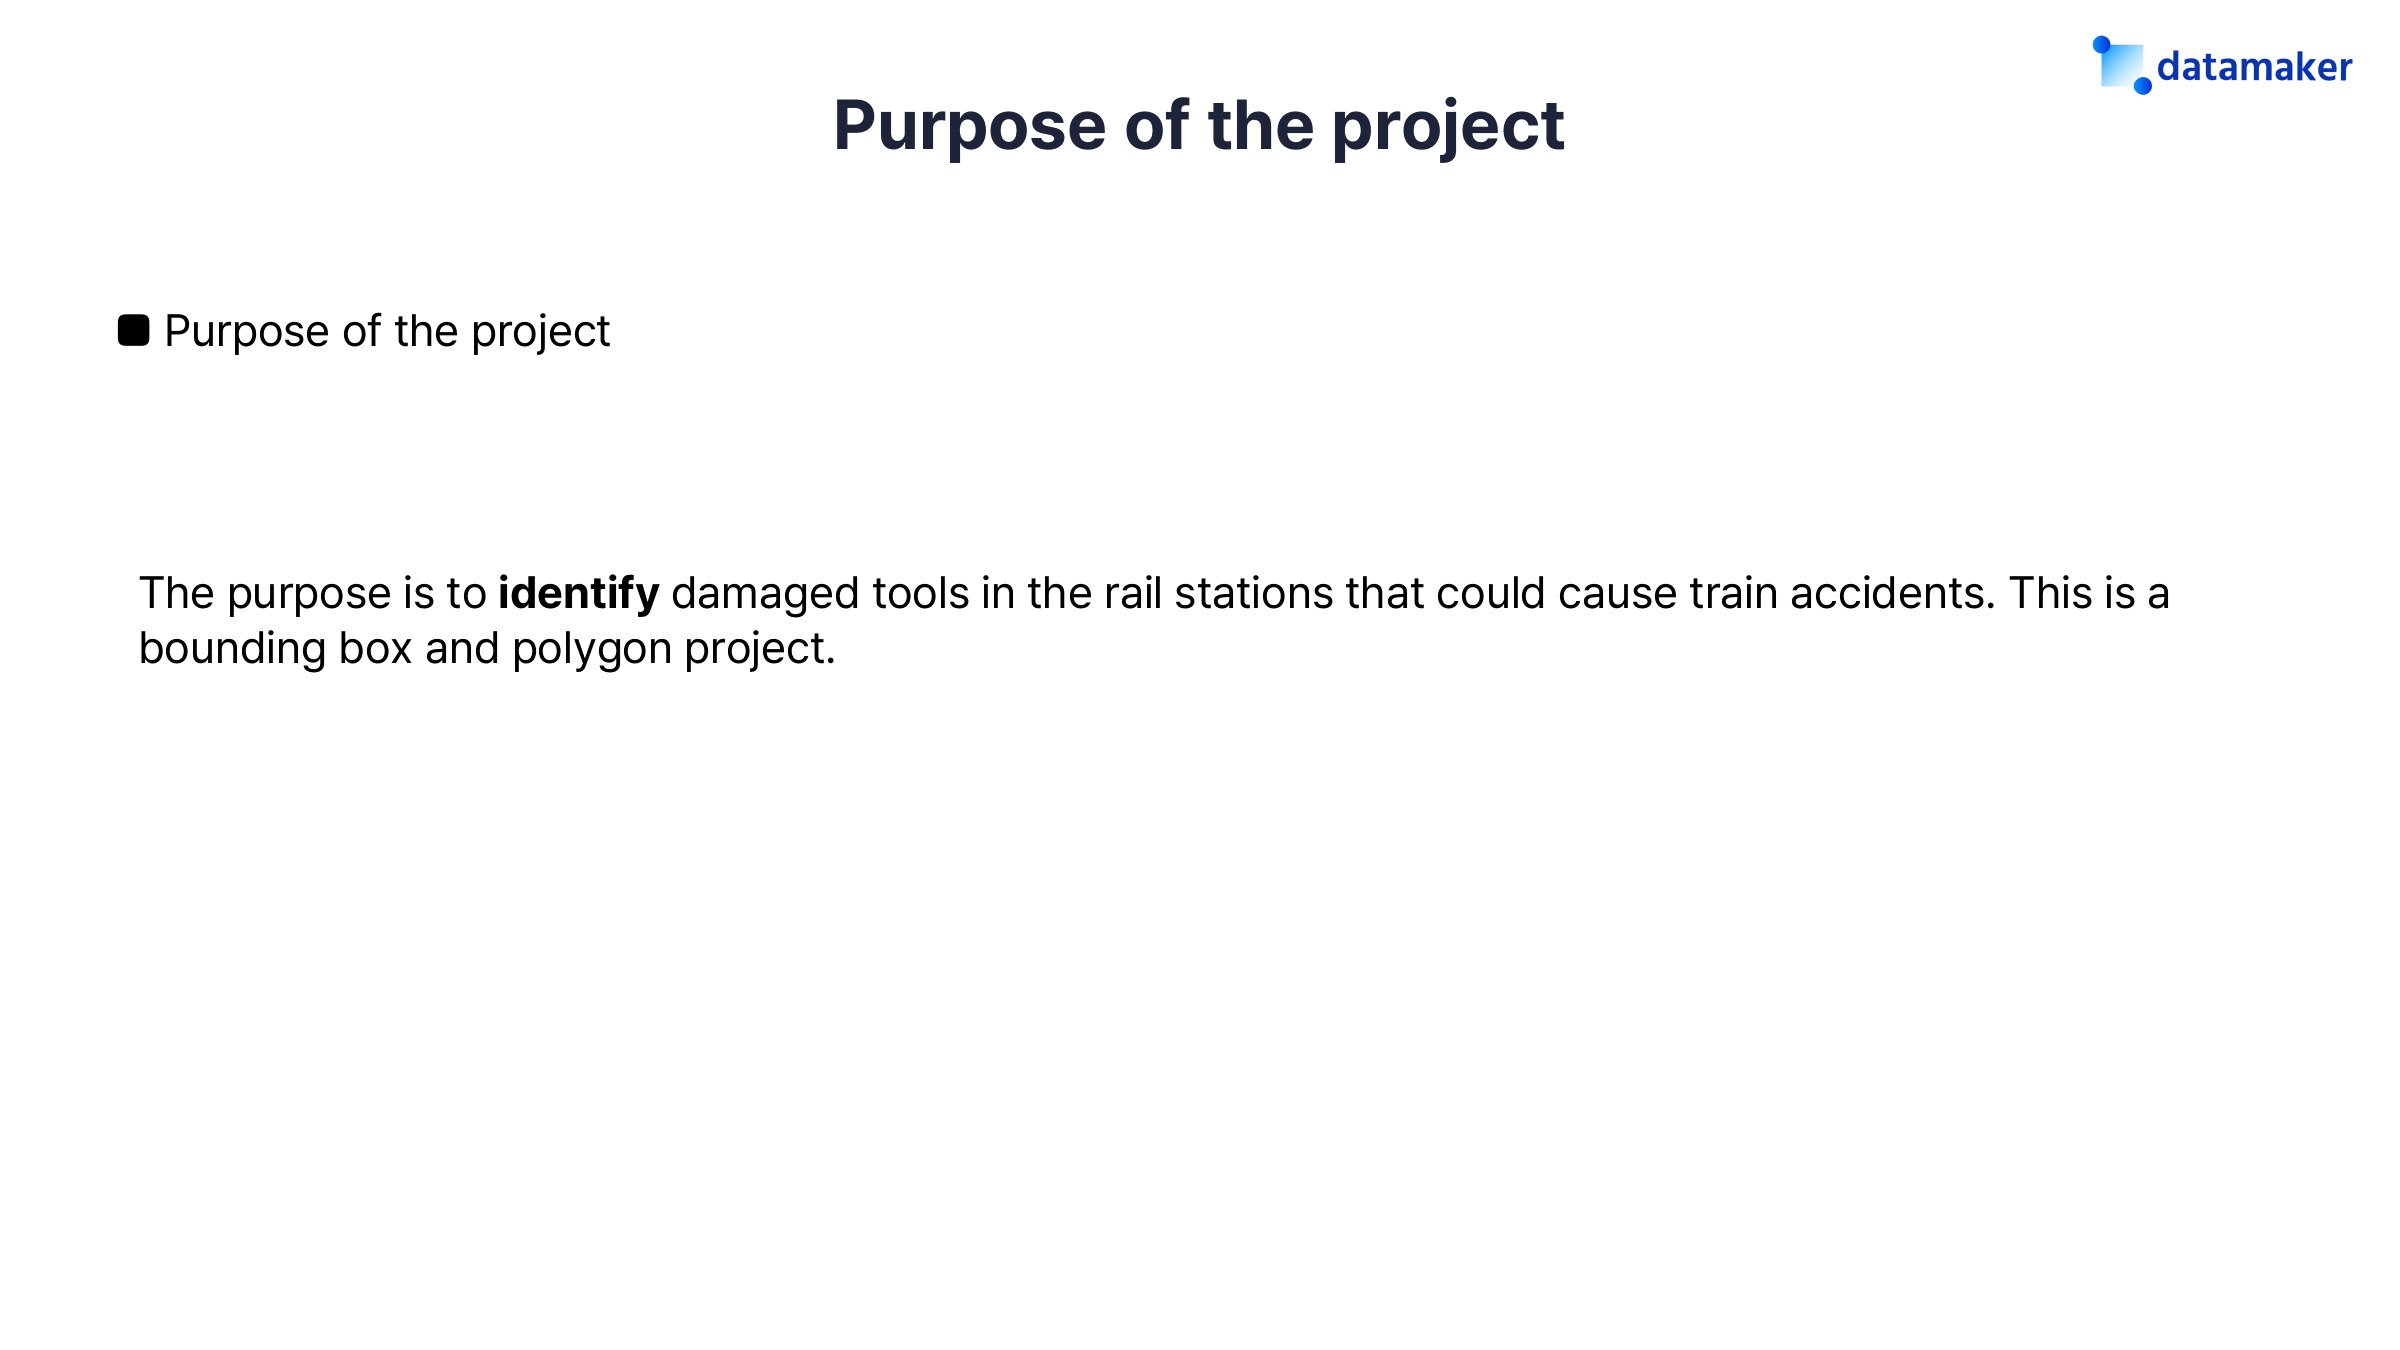 datamaker
Purpose of the project
Purpose of the project
The purpose is to identify damaged tools in the rail stations that could cause train accidents. This is a
bounding box and polygon project.